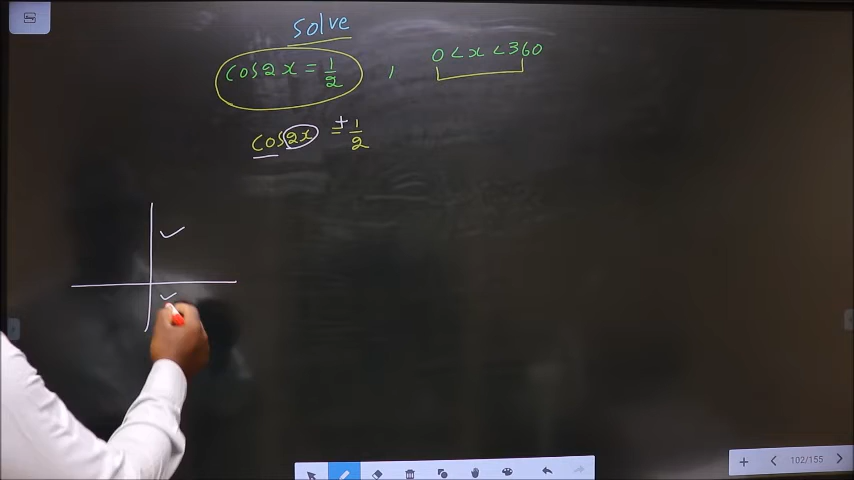 solve
cos2x = 1/2 , 0 < x < 360
cos2x = + 1/2
102/155